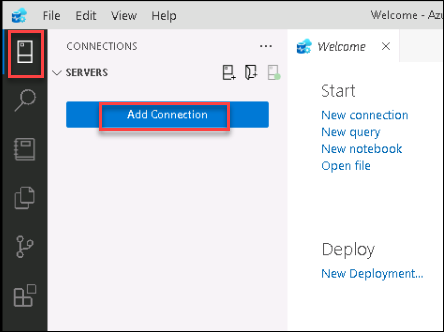 File Edit View Help Welcome - Azu
CONNECTIONS ...
SERVERS
Add Connection
Welcome
Start
New connection
New query
New notebook
Open file
Deploy
New Deployment...